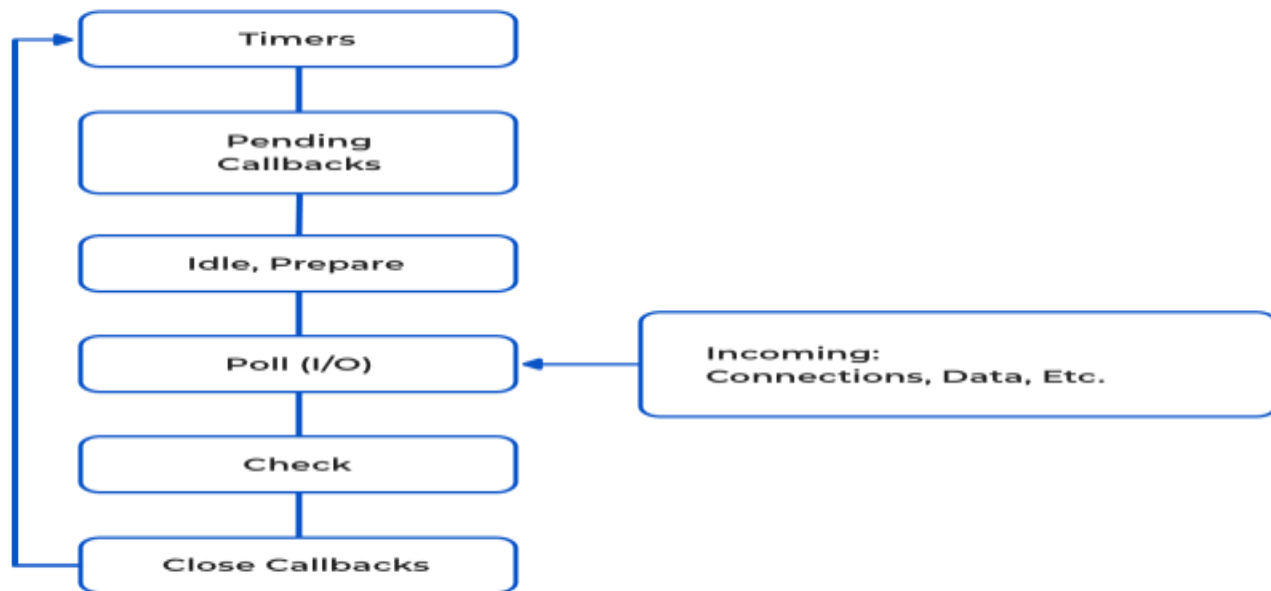 Timers
Pending
Callbacks
Idle, Prepare
Poll (I/O)
Incoming:
Connections, Data, Etc.
Check
Close Callbacks